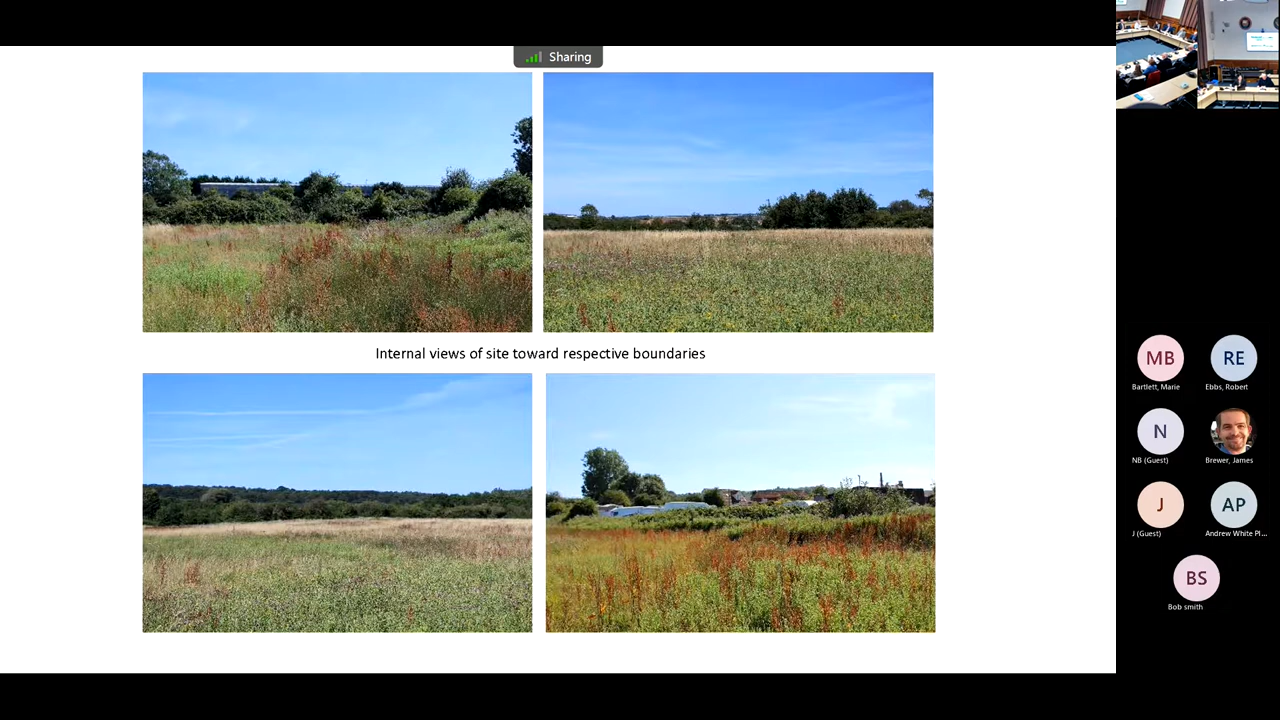 Sharing
Internal views of site toward respective boundaries
MB
RE
Bartlett, Marie
Ebbs, Robert
N
NB (Guest)
Brewer, James
J
AP
J (Guest)
Andrew White Pl...
BS
Bob smith